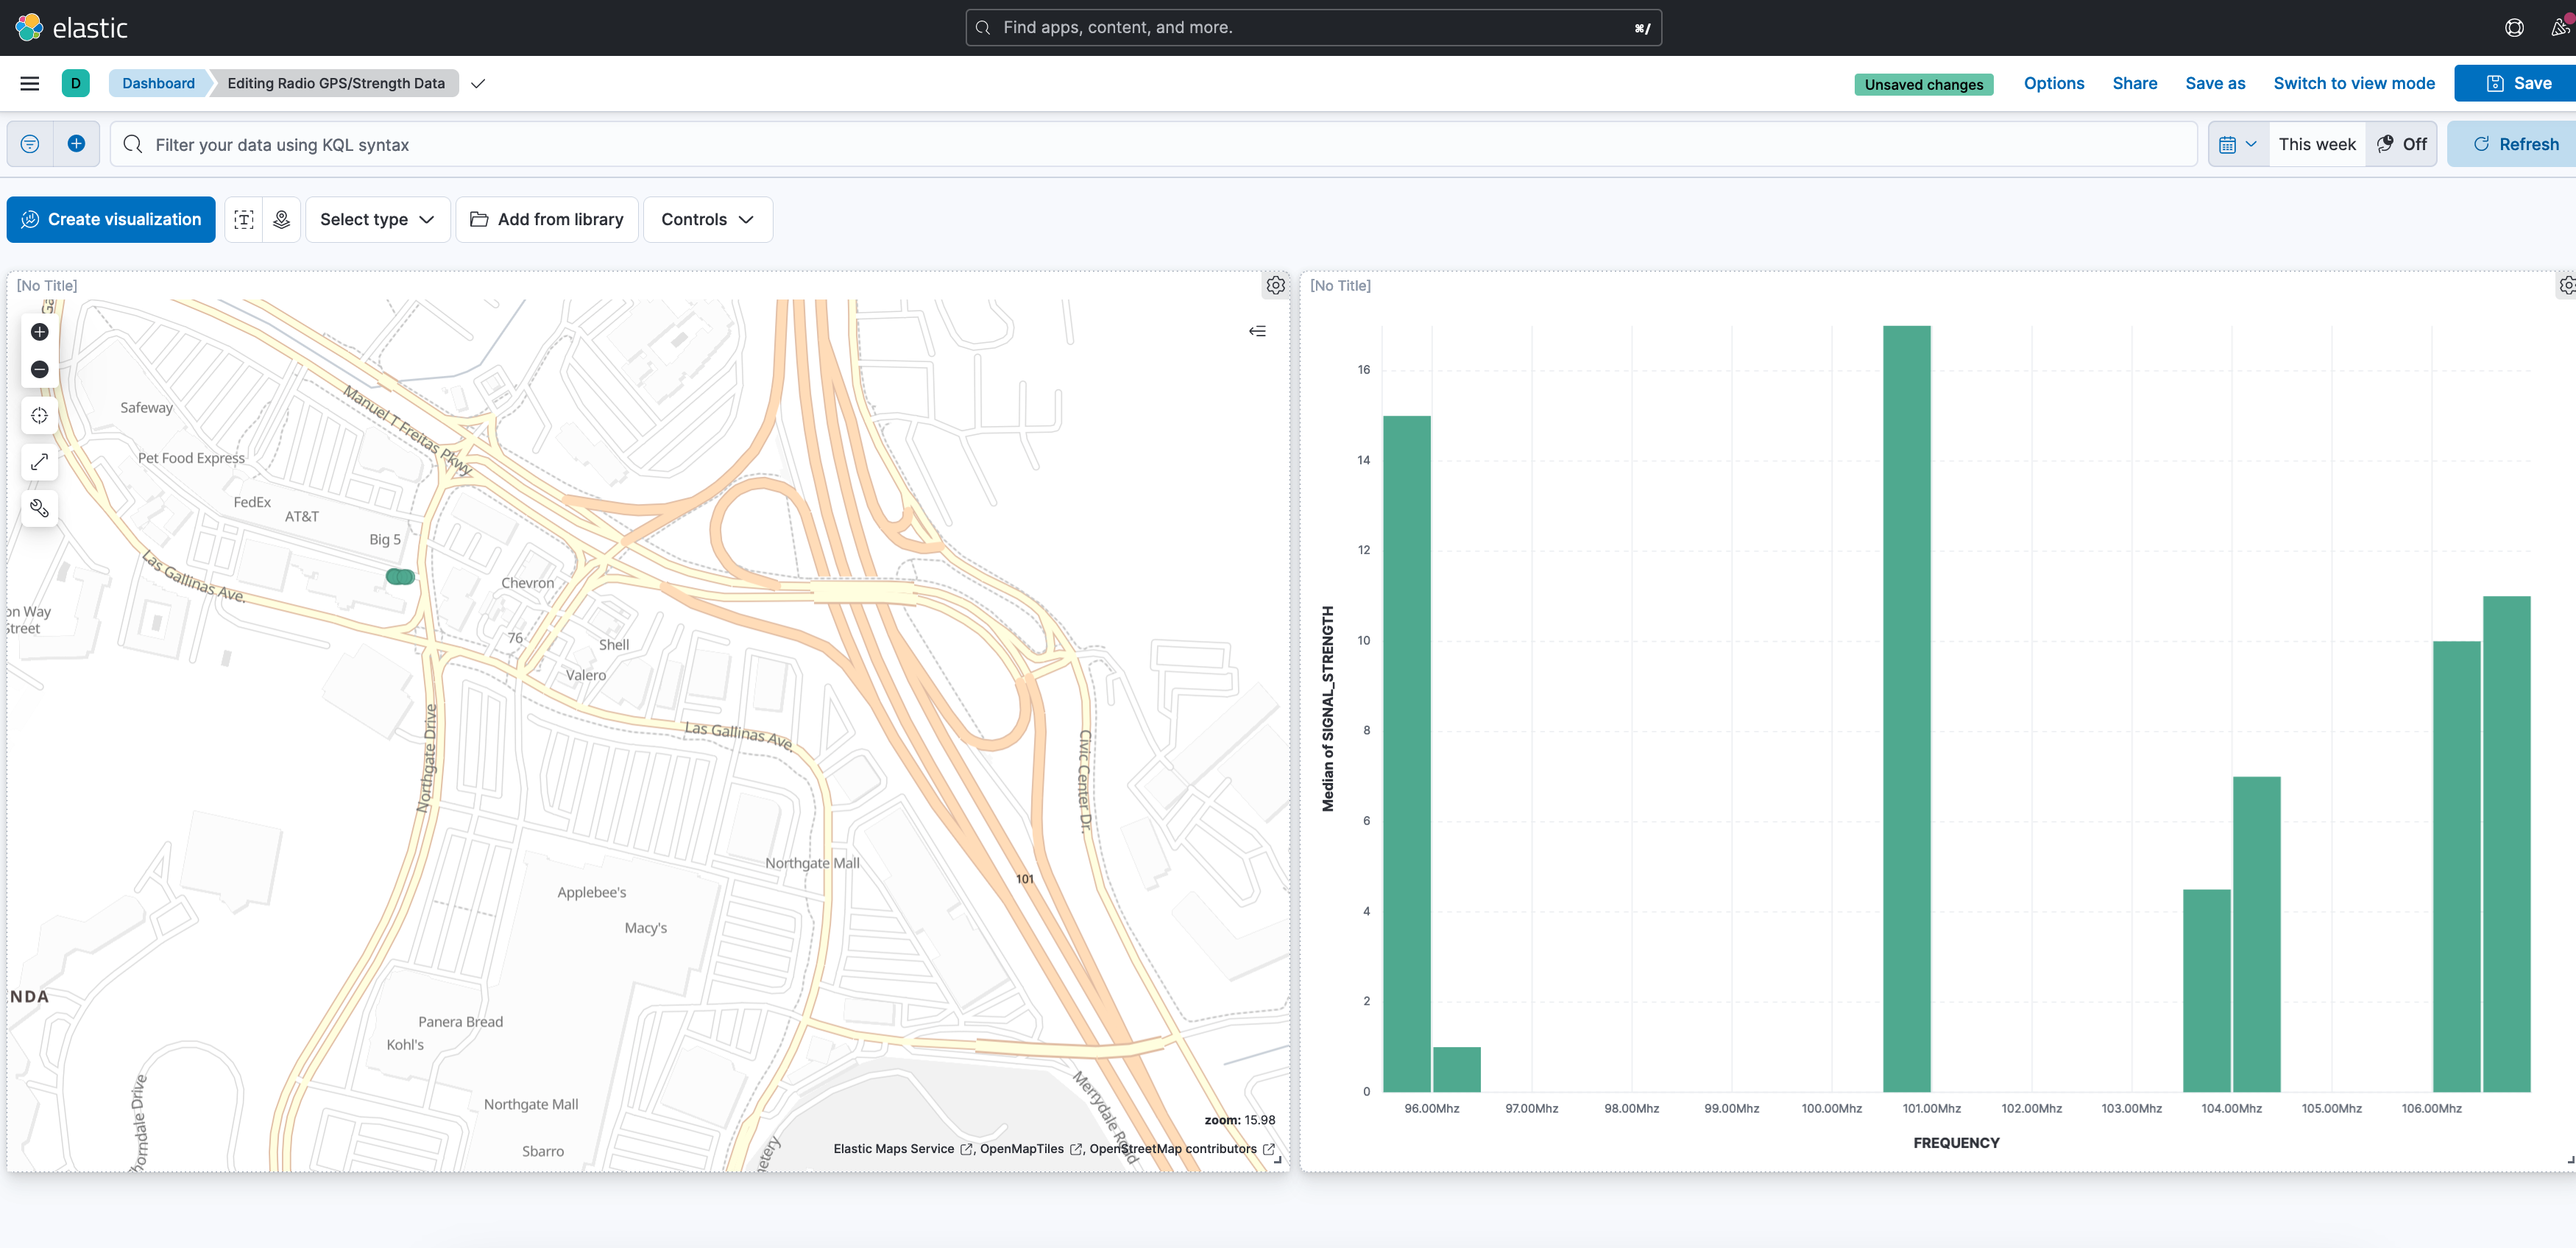 elastic
Find apps, content, and more.
⌘/
D
Dashboard
Editing Radio GPS/Strength Data
Unsaved changes
Options
Share
Save as
Switch to view mode
Save
Filter your data using KQL syntax
This week
Off
Refresh
Create visualization
Select type
Add from library
Controls
[No Title]
Safeway
Manuel T Freitas Pkwy
Pet Food Express
FedEx
AT&T
Big 5
Las Gallinas Ave.
Chevron
on Way
Street
76
Shell
Valero
Northgate Drive
Las Gallinas Ave.
Civic Center Dr.
Northgate Mall
101
Applebee's
Macy's
NDA
Panera Bread
Kohl's
Northgate Mall
Sbarro
horndale Drive
Merrydale Road
metery
zoom: 15.98
Elastic Maps Service, OpenMapTiles, OpenStreetMap contributors
[No Title]
Median of SIGNAL_STRENGTH
16
14
12
10
8
6
4
2
0
96.00Mhz
97.00Mhz
98.00Mhz
99.00Mhz
100.00Mhz
101.00Mhz
102.00Mhz
103.00Mhz
104.00Mhz
105.00Mhz
106.00Mhz
FREQUENCY